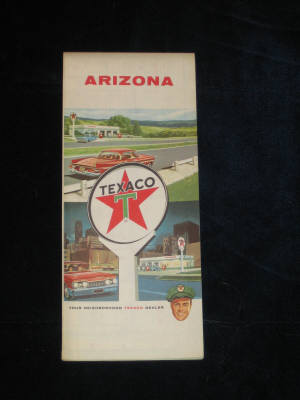 ARIZONA
TEXACO
T
YOUR NEIGHBORHOOD TEXACO DEALER